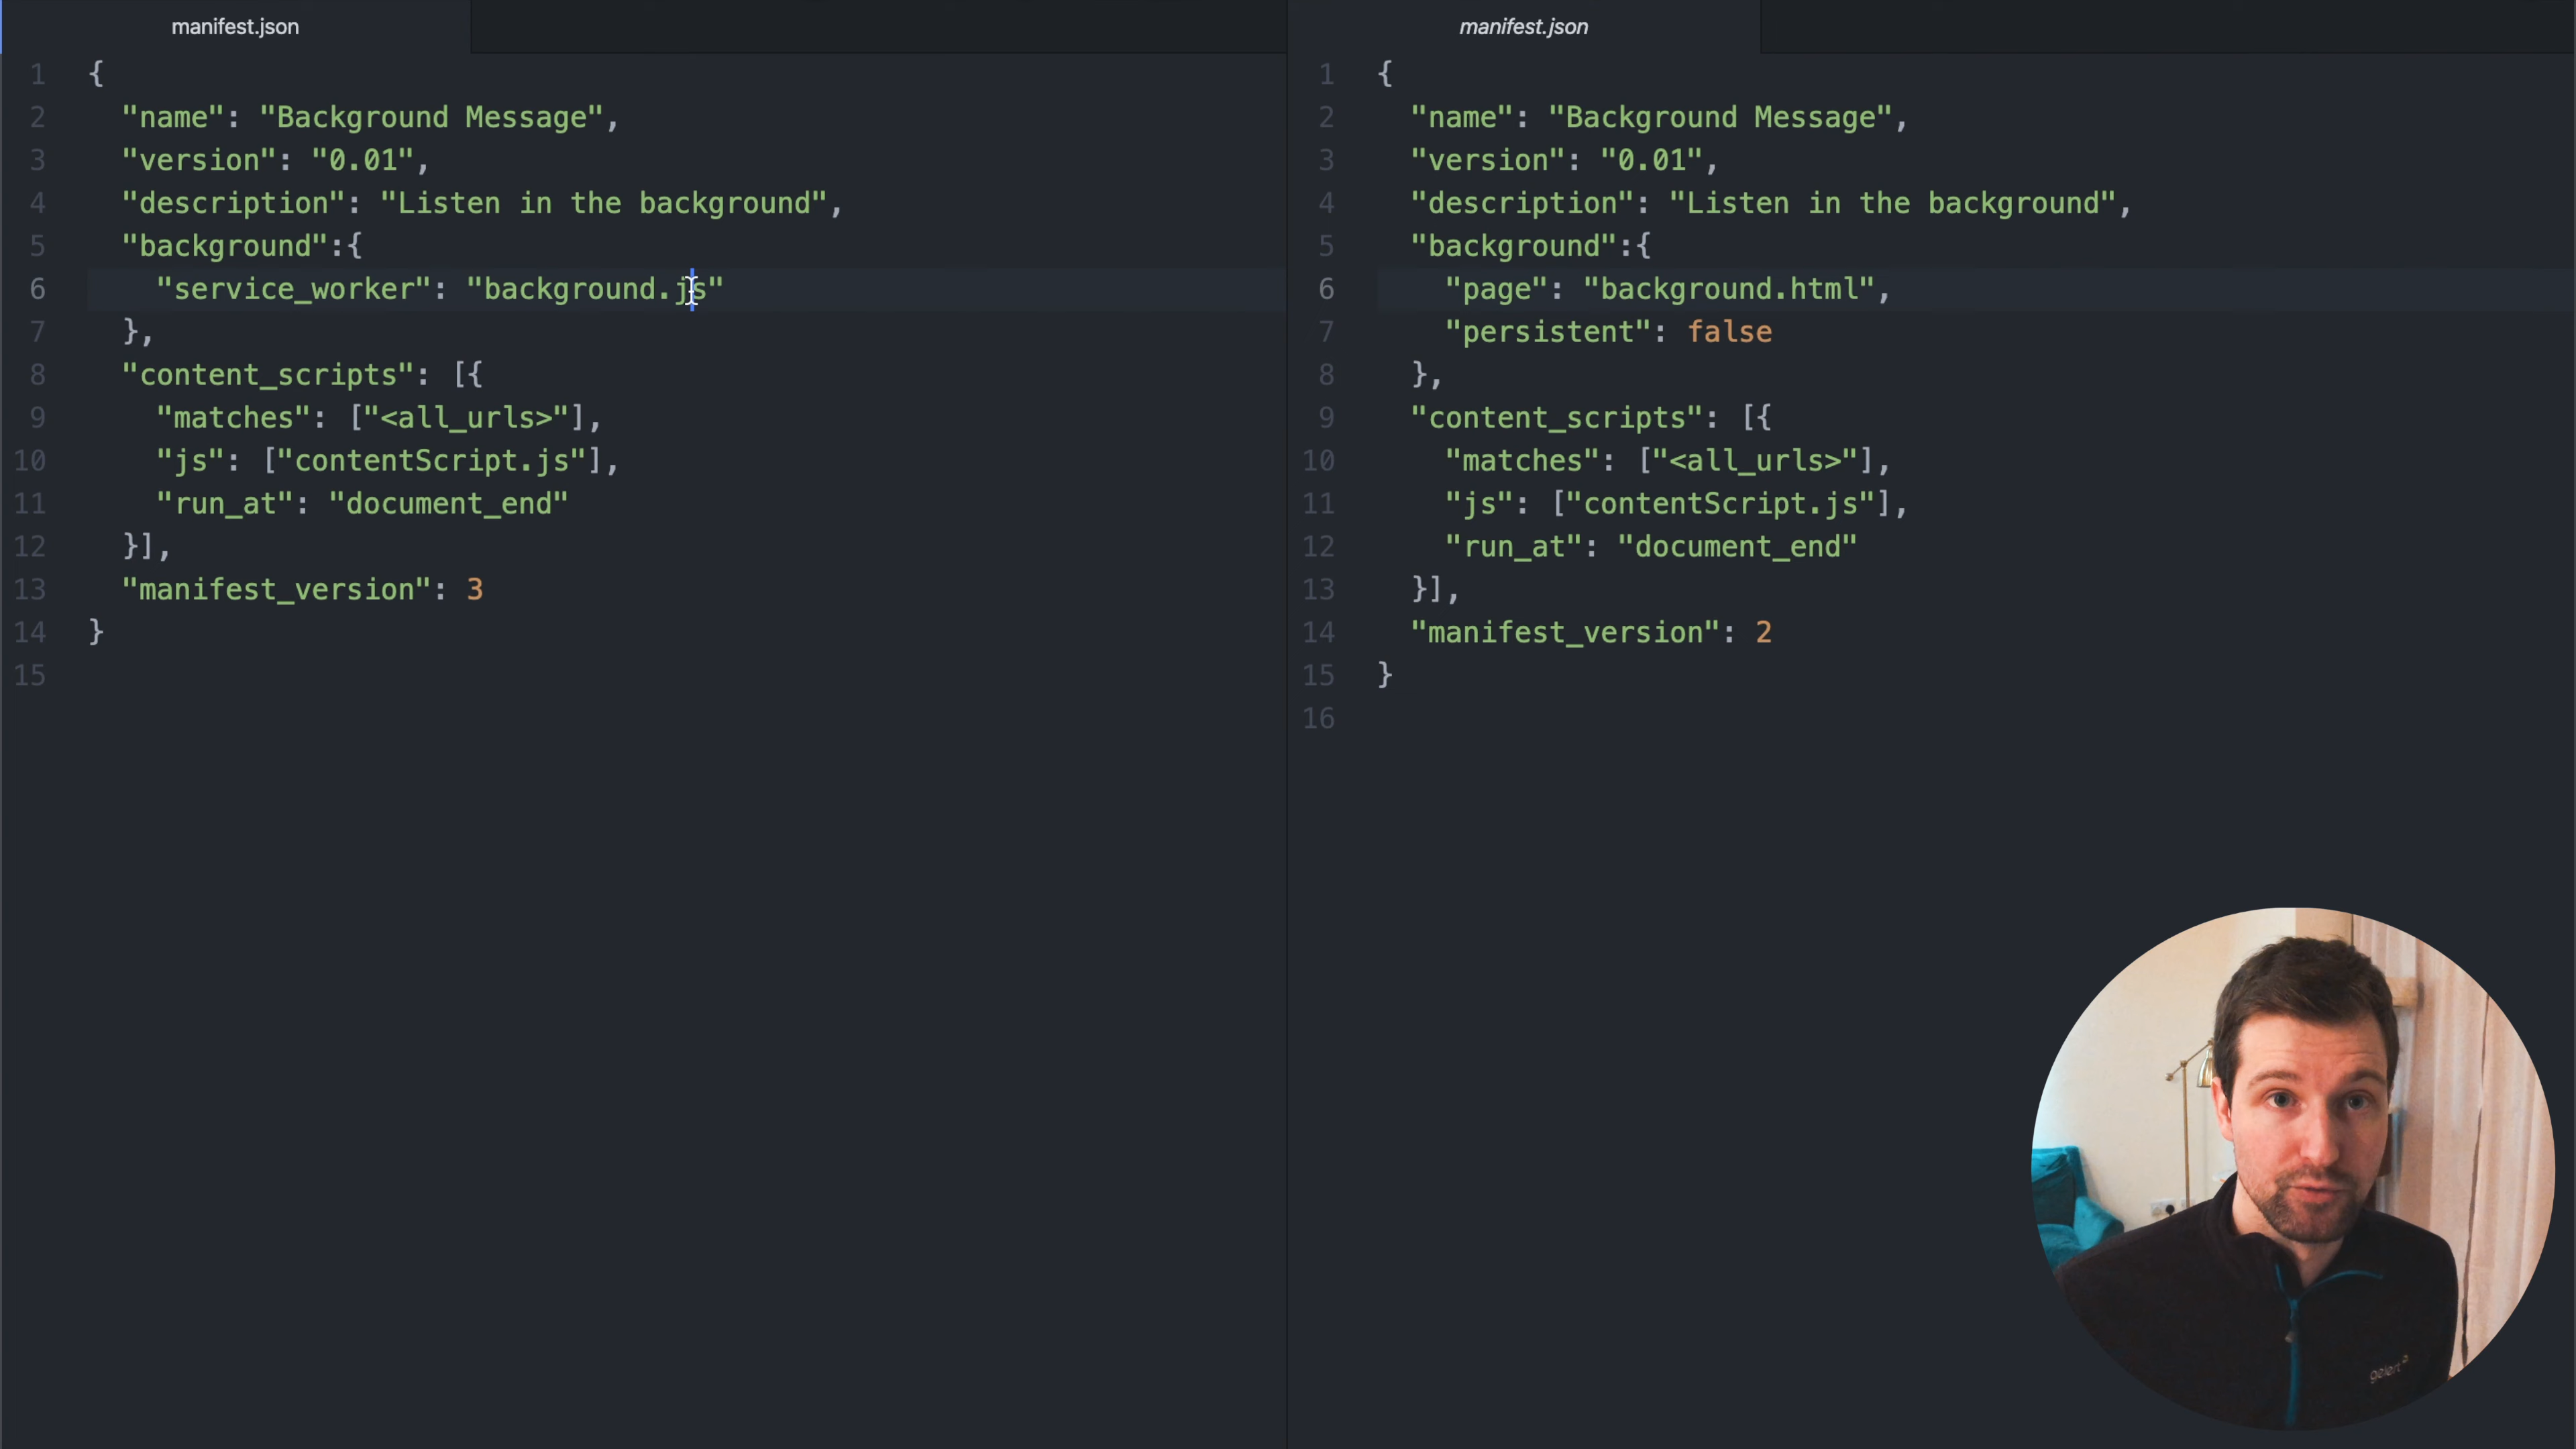 manifest.json
1 {
2 "name": "Background Message",
3 "version": "0.01",
4 "description": "Listen in the background",
5 "background":{
6 "service_worker": "background.js"
7 },
8 "content_scripts": [{
9 "matches": ["<all_urls>"],
10 "js": ["contentScript.js"],
11 "run_at": "document_end"
12 }],
13 "manifest_version": 3
14 }
15
manifest.json
1 {
2 "name": "Background Message",
3 "version": "0.01",
4 "description": "Listen in the background",
5 "background":{
6 "page": "background.html",
7 "persistent": false
8 },
9 "content_scripts": [{
10 "matches": ["<all_urls>"],
11 "js": ["contentScript.js"],
12 "run_at": "document_end"
13 }],
14 "manifest_version": 2
15 }
16